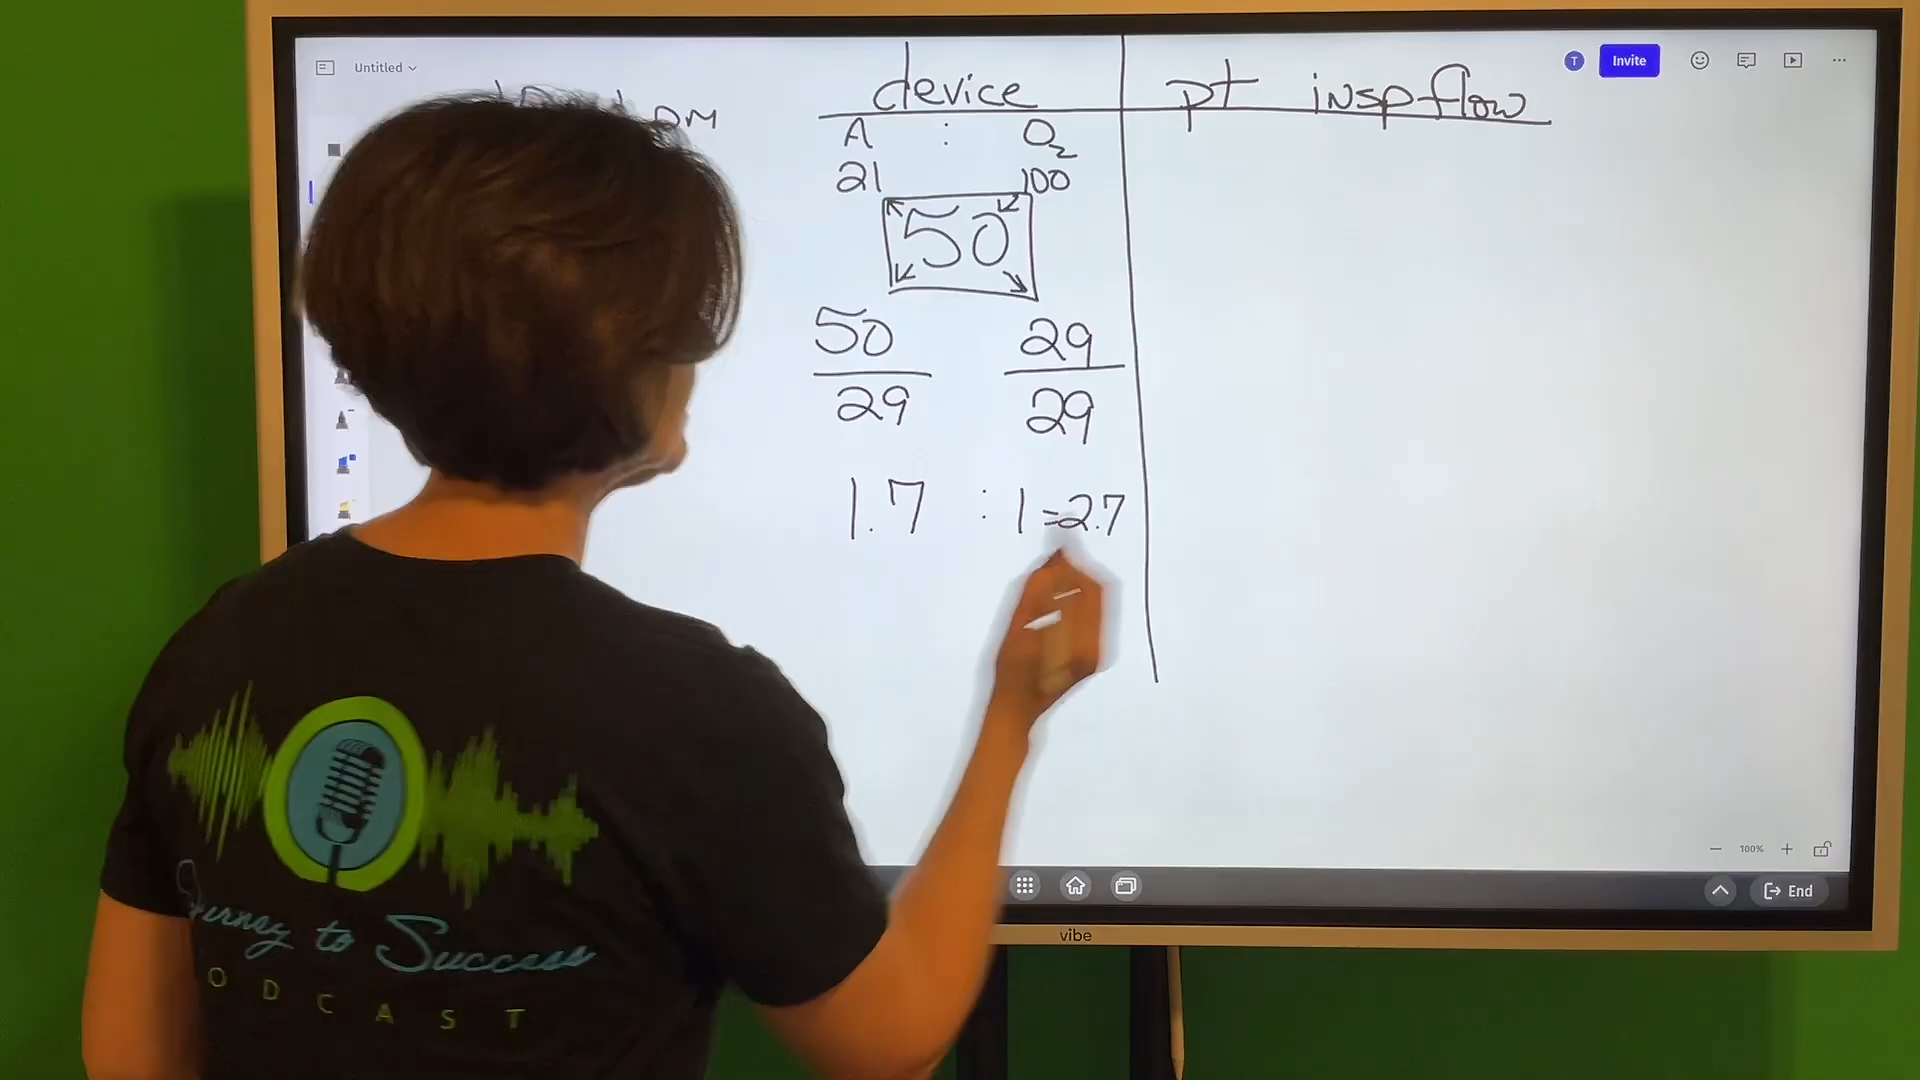 Untitled
Invite
T
device
pt insp flow
A : O2
21 100
50
50 29
29 29
1.7 : 1 = 2.7
100%
End
vibe
Journey to Success
ODCAST